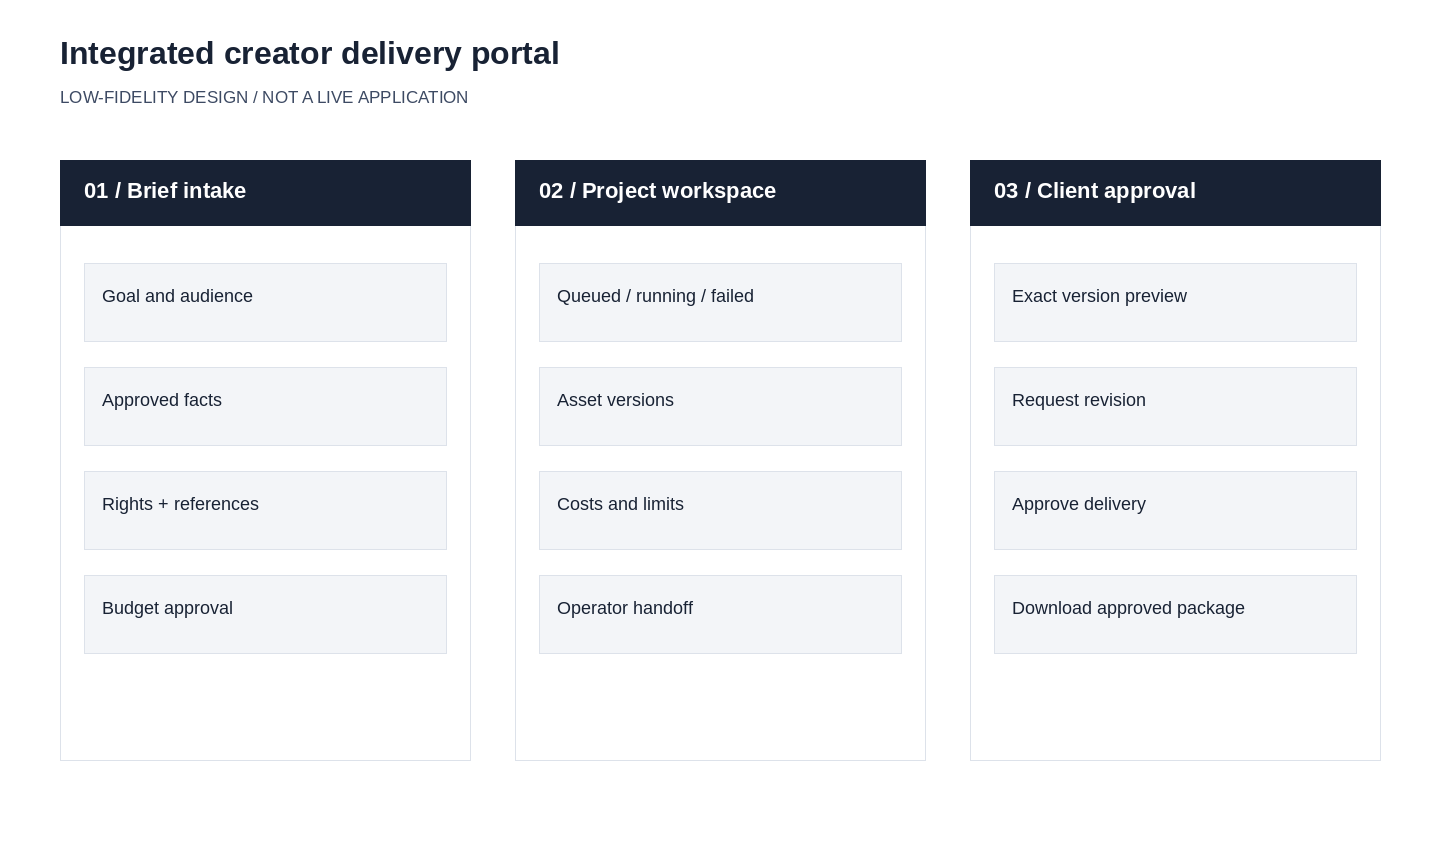 Integrated creator delivery portal
LOW-FIDELITY DESIGN / NOT A LIVE APPLICATION
01 / Brief intake
Goal and audience
Approved facts
Rights + references
Budget approval
02 / Project workspace
Queued / running / failed
Asset versions
Costs and limits
Operator handoff
03 / Client approval
Exact version preview
Request revision
Approve delivery
Download approved package